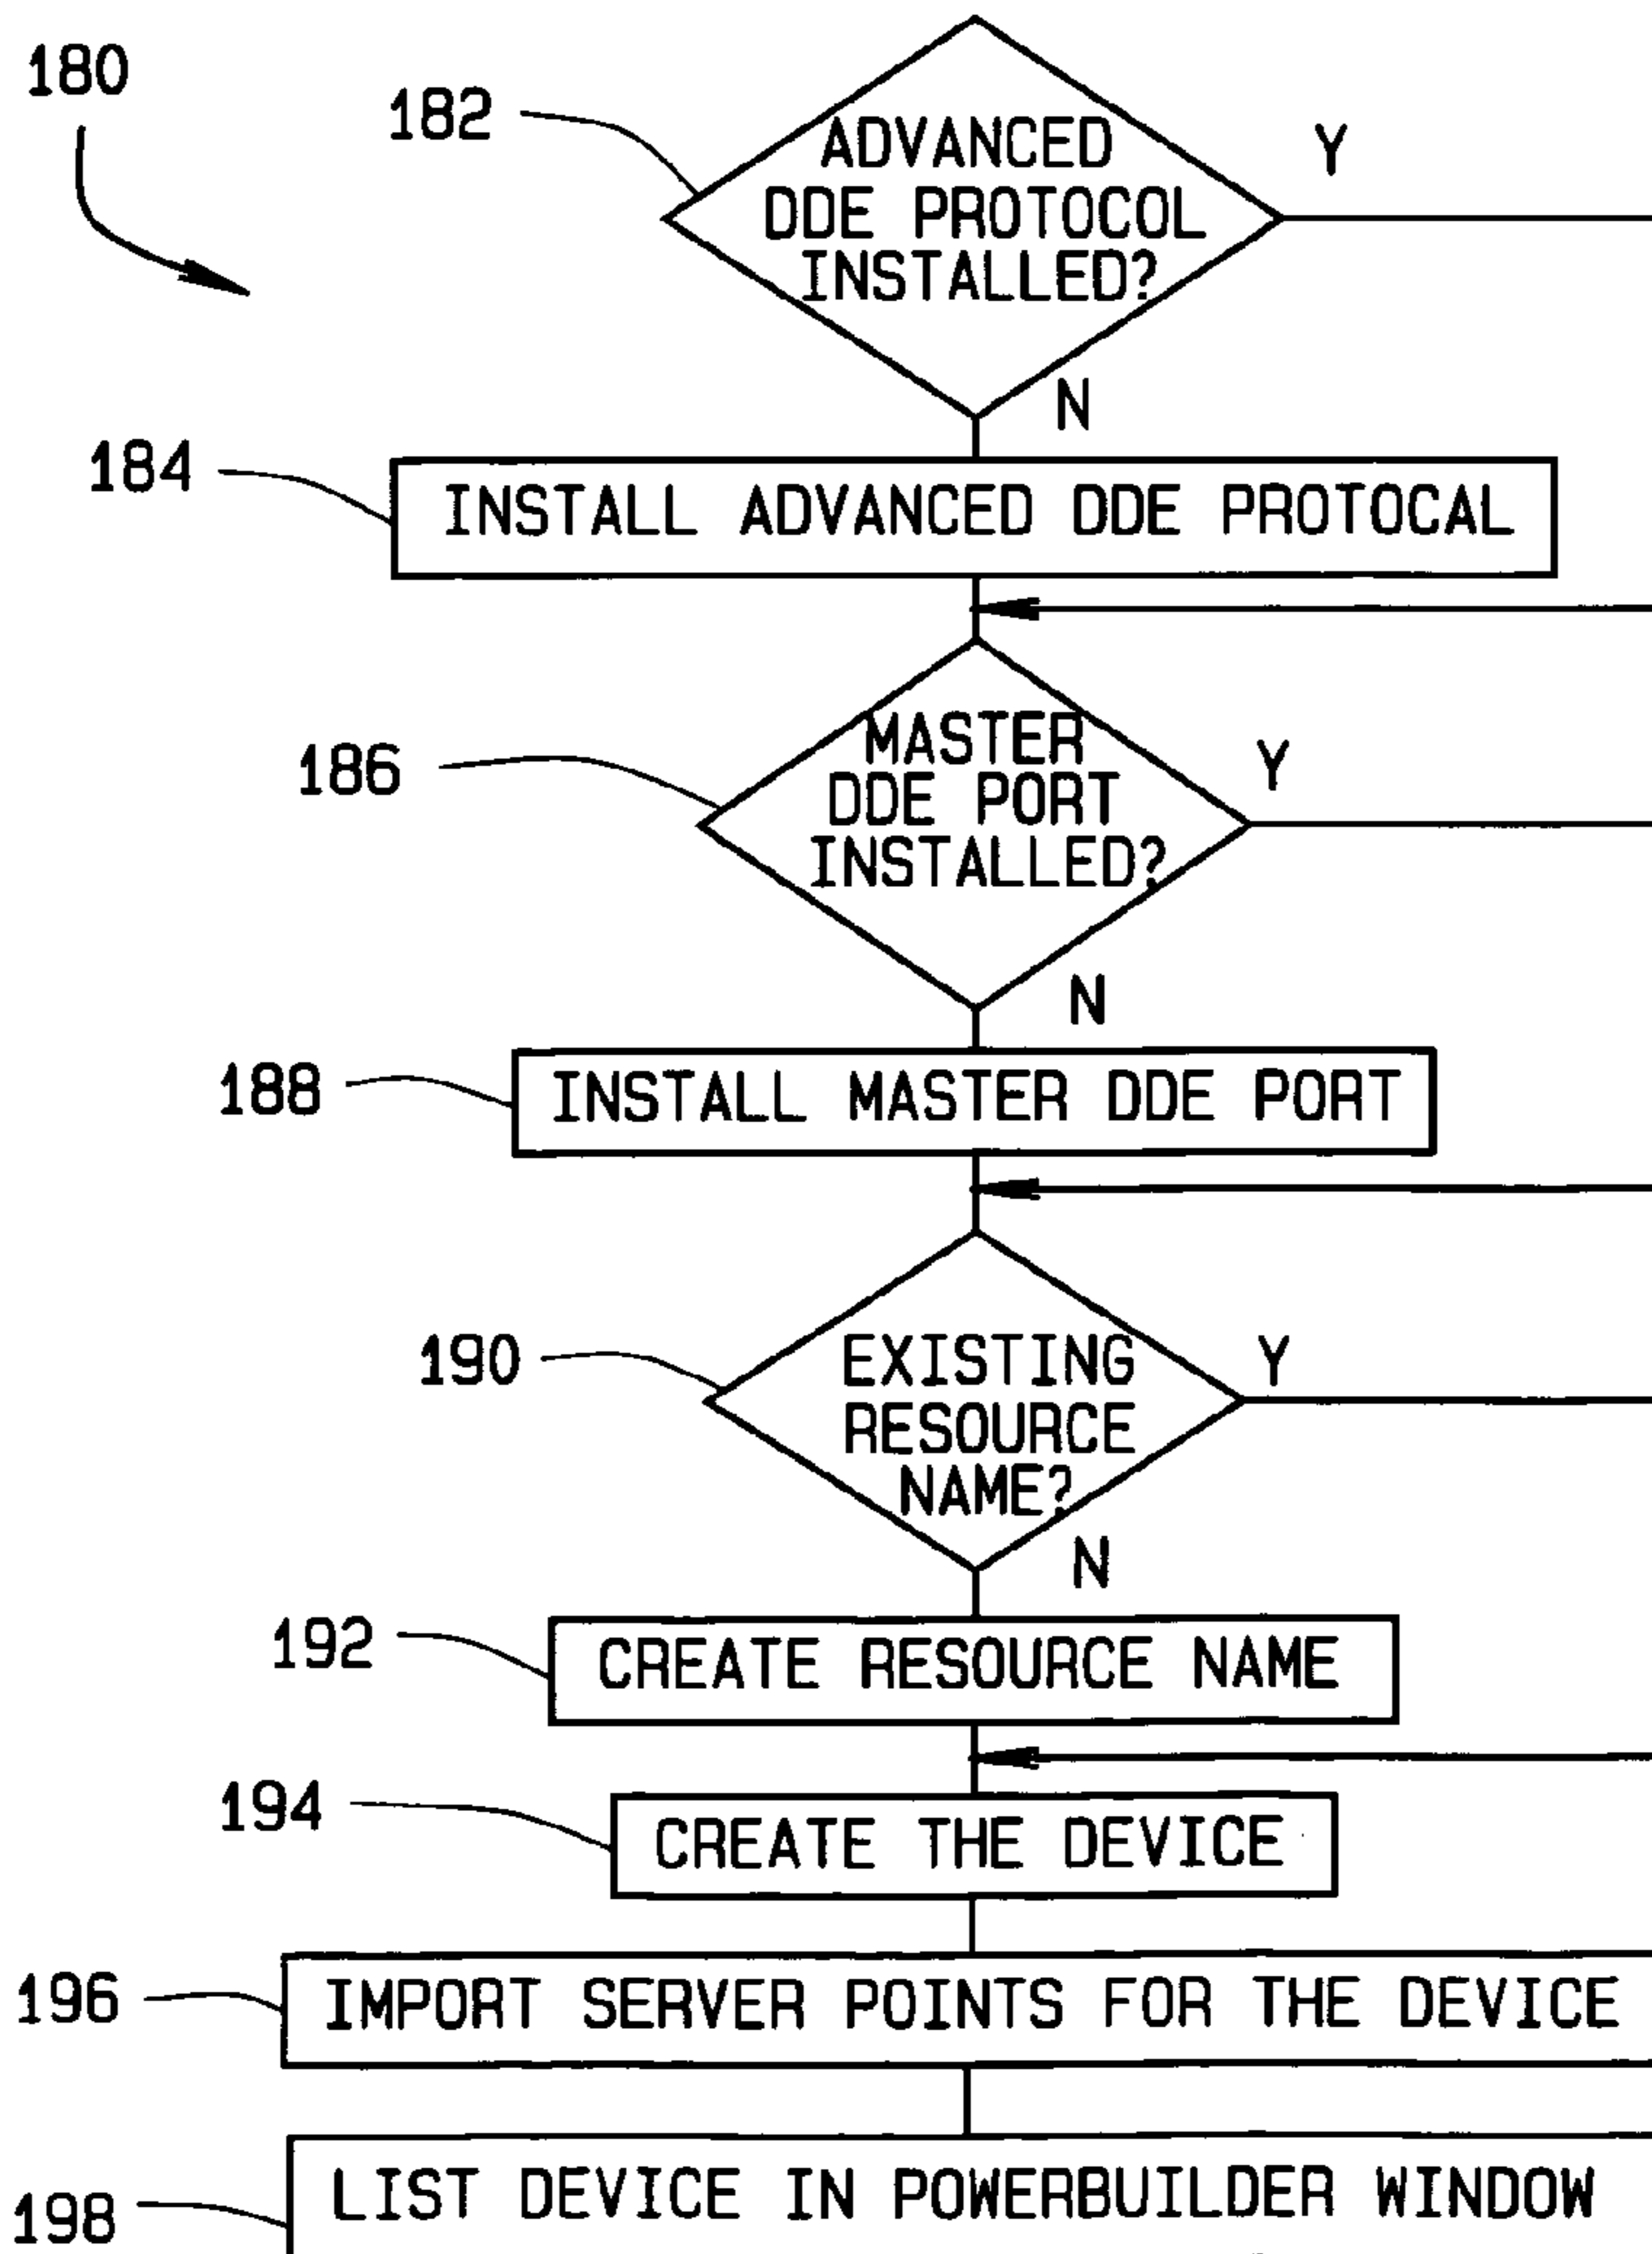 180
182
ADVANCED
DDE PROTOCOL
INSTALLED?
Y
N
184
INSTALL ADVANCED DDE PROTOCAL
186
MASTER
DDE PORT
INSTALLED?
Y
N
188
INSTALL MASTER DDE PORT
190
EXISTING
RESOURCE
NAME?
Y
N
192
CREATE RESOURCE NAME
194
CREATE THE DEVICE
196
IMPORT SERVER POINTS FOR THE DEVICE
198
LIST DEVICE IN POWERBUILDER WINDOW